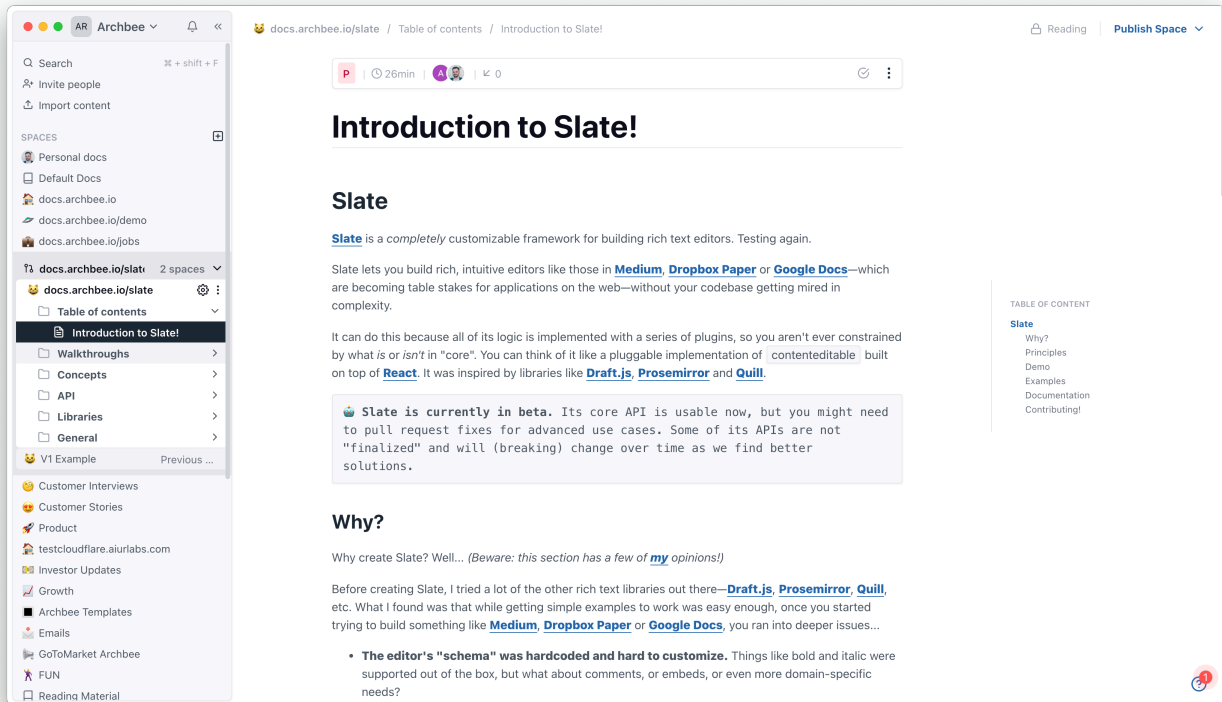 AR Archbee
Search ⌘ + shift + F
Invite people
Import content
SPACES
Personal docs
Default Docs
docs.archbee.io
docs.archbee.io/demo
docs.archbee.io/jobs
docs.archbee.io/slate 2 spaces
docs.archbee.io/slate
Table of contents
Introduction to Slate!
Walkthroughs
Concepts
API
Libraries
General
V1 Example Previous ...
Customer Interviews
Customer Stories
Product
testcloudflare.aiurlabs.com
Investor Updates
Growth
Archbee Templates
Emails
GoToMarket Archbee
FUN
Reading Material
docs.archbee.io/slate / Table of contents / Introduction to Slate!
Reading Publish Space
P | 26min | A | 0
Introduction to Slate!
Slate
Slate is a completely customizable framework for building rich text editors. Testing again.
Slate lets you build rich, intuitive editors like those in Medium, Dropbox Paper or Google Docs—which
are becoming table stakes for applications on the web—without your codebase getting mired in
complexity.
It can do this because all of its logic is implemented with a series of plugins, so you aren't ever constrained
by what is or isn't in "core". You can think of it like a pluggable implementation of contenteditable built
on top of React. It was inspired by libraries like Draft.js, Prosemirror and Quill.
Slate is currently in beta. Its core API is usable now, but you might need
to pull request fixes for advanced use cases. Some of its APIs are not
"finalized" and will (breaking) change over time as we find better
solutions.
Why?
Why create Slate? Well... (Beware: this section has a few of my opinions!)
Before creating Slate, I tried a lot of the other rich text libraries out there—Draft.js, Prosemirror, Quill,
etc. What I found was that while getting simple examples to work was easy enough, once you started
trying to build something like Medium, Dropbox Paper or Google Docs, you ran into deeper issues...
• The editor's "schema" was hardcoded and hard to customize. Things like bold and italic were
supported out of the box, but what about comments, or embeds, or even more domain-specific
needs?
TABLE OF CONTENT
Slate
Why?
Principles
Demo
Examples
Documentation
Contributing!
1